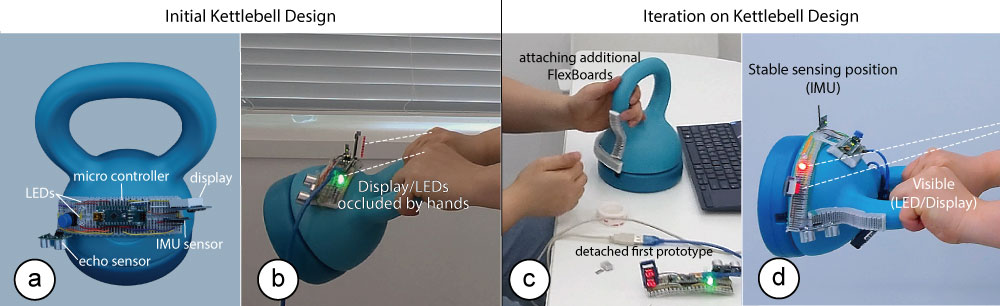 Initial Kettlebell Design
Iteration on Kettlebell Design
LEDs
micro controller
display
IMU sensor
echo sensor
a
Display/LEDs
occluded by hands
b
attaching additional
FlexBoards
detached first prototype
c
Stable sensing position
(IMU)
Visible
(LED/Display)
d